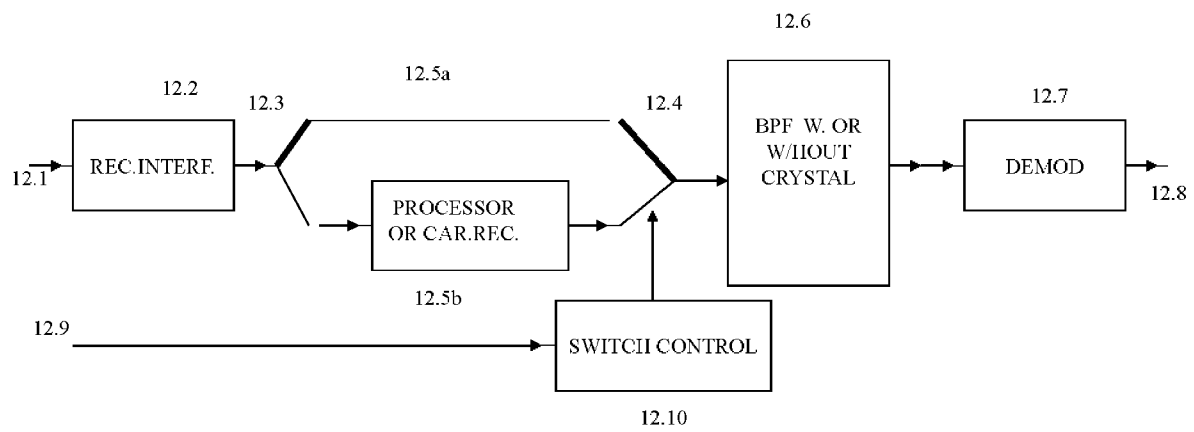 12.6
12.5a
12.2
12.3
12.4
12.7
REC.INTERF.
BPF W. OR
W/HOUT
CRYSTAL
DEMOD
12.1
12.8
PROCESSOR
OR CAR.REC.
12.5b
12.9
SWITCH CONTROL
12.10